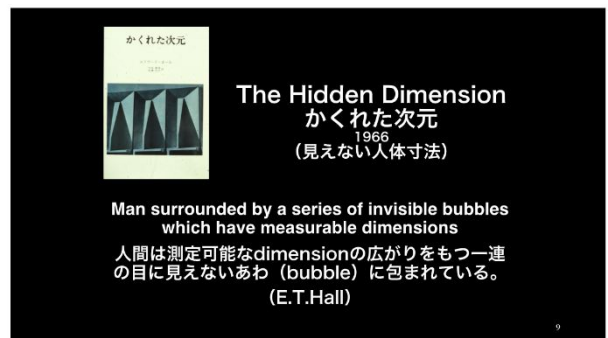 かくれた次元
The Hidden Dimension
かくれた次元
1966
（見えない人体寸法）
Man surrounded by a series of invisible bubbles
which have measurable dimensions
人間は測定可能なdimensionの広がりをもつ一連
の目に見えないあわ（bubble）に包まれている。
（E.T.Hall）
9